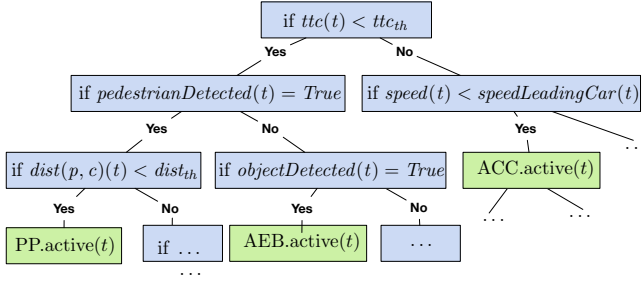 if ttc(t) < ttc_th
Yes
No
if pedestrianDetected(t) = True
if speed(t) < speedLeadingCar(t)
Yes
No
Yes
. .
if dist(p, c)(t) < dist_th
if objectDetected(t) = True
ACC.active(t)
Yes
No
Yes
No
. . .
. . .
PP.active(t)
if . . .
AEB.active(t)
. . .
. . .